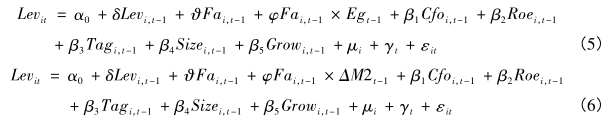 Lev_{it} = α_0 + δLev_{i,t−1} + ϑFa_{i,t−1} + φFa_{i,t−1} × Eg_{t−1} + β_1Cfo_{i,t−1} + β_2Roe_{i,t−1}
+ β_3Tag_{i,t−1} + β_4Size_{i,t−1} + β_5Grow_{i,t−1} + μ_i + γ_t + ε_{it} (5)
Lev_{it} = α_0 + δLev_{i,t−1} + ϑFa_{i,t−1} + φFa_{i,t−1} × ΔM2_{t−1} + β_1Cfo_{i,t−1} + β_2Roe_{i,t−1}
+ β_3Tag_{i,t−1} + β_4Size_{i,t−1} + β_5Grow_{i,t−1} + μ_i + γ_t + ε_{it} (6)